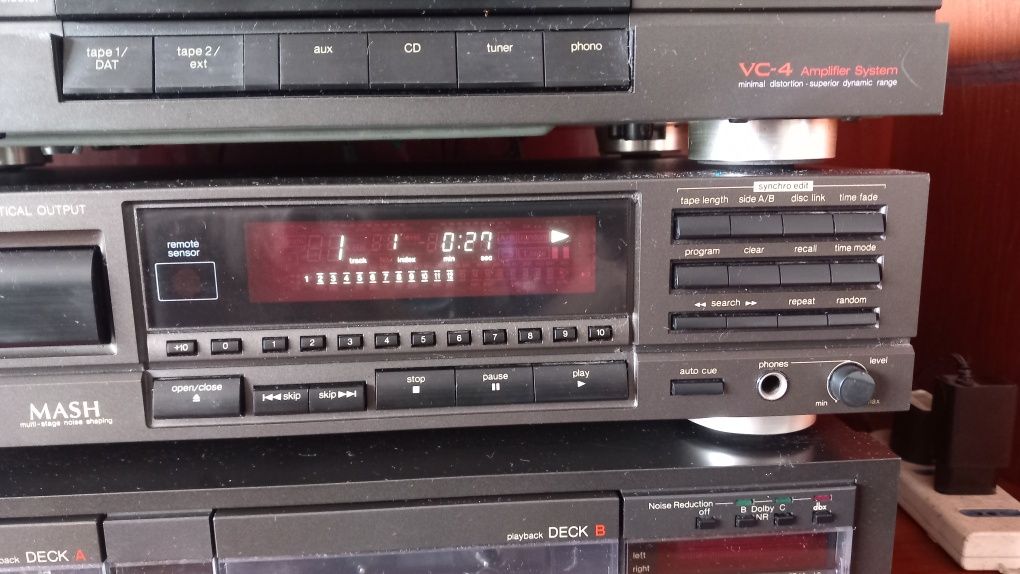 tape 1/ DAT
tape 2/ ext
aux
CD
tuner
phono
VC-4 Amplifier System
minimal distortion - superior dynamic range
OUTPUT
remote sensor
1 1 0:27
track index min sec
1 2 3 4 5 6 7 8 9 10 11 12
synchro edit
tape length side A/B disc link time fade
program clear recall time mode
◄◄ search ►► repeat random
+10 0 1 2 3 4 5 6 7 8 9 10
open/close
skip
skip
stop
pause
play
auto cue
phones
level
min
MASH
multi-stage noise shaping
DECK A
playback DECK B
Noise Reduction
off
B Dolby C
NR
dbx
left
right